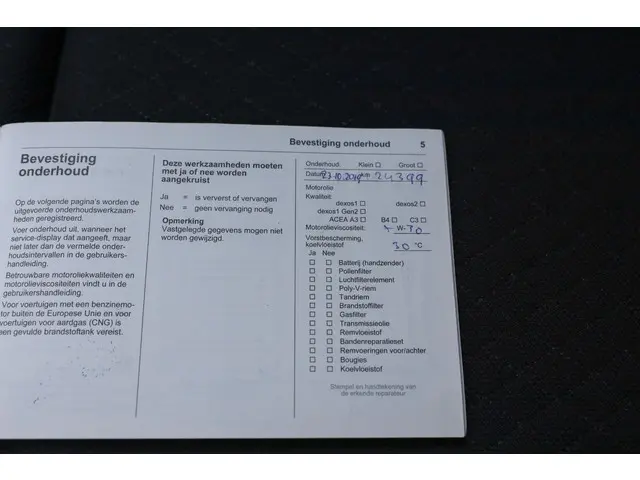 Bevestiging onderhoud 5
Bevestiging
onderhoud
Op de volgende pagina's worden de
uitgevoerde onderhoudswerkzaam-
heden geregistreerd.
Voer onderhoud uit, wanneer het
service-display dat aangeeft, maar
niet later dan de vermelde onder-
houdsintervallen in de gebruikers-
handleiding.
Betrouwbare motoroliekwaliteiten en
motorolieviscositeiten vindt u in de
gebruikershandleiding.
Voor voertuigen met een benzinemo-
tor buiten de Europese Unie en voor
voertuigen voor aardgas (CNG) is
een gevulde brandstoftank vereist.
Deze werkzaamheden moeten
met ja of nee worden
aangekruist
Ja = is ververst of vervangen
Nee = geen vervanging nodig
Opmerking
Vastgelegde gegevens mogen niet
worden gewijzigd.
Onderhoud: Klein ☐ Groot ☐
Datum 23.10.2019 km 24399
Motorolie
Kwaliteit:
dexos1 ☐ dexos2 ☐
dexos1 Gen2 ☐
ACEA A3 ☐ B4 ☐ C3 ☐
Motorolieviscositeit: W-
Vorstbescherming,
koelvloeistof 30 °C
Ja Nee
☐ ☐ Batterij (handzender)
☐ ☐ Pollenfilter
☐ ☐ Luchtfilterelement
☐ ☐ Poly-V-riem
☐ ☐ Tandriem
☐ ☐ Brandstoffilter
☐ ☐ Gasfilter
☐ ☐ Transmissieolie
☐ ☐ Remvloeistof
☐ ☐ Bandenreparatieset
☐ ☐ Remvoeringen voor/achter
☐ ☐ Bougies
☐ ☐ Koelvloeistof
Stempel en handtekening van
de erkende reparateur